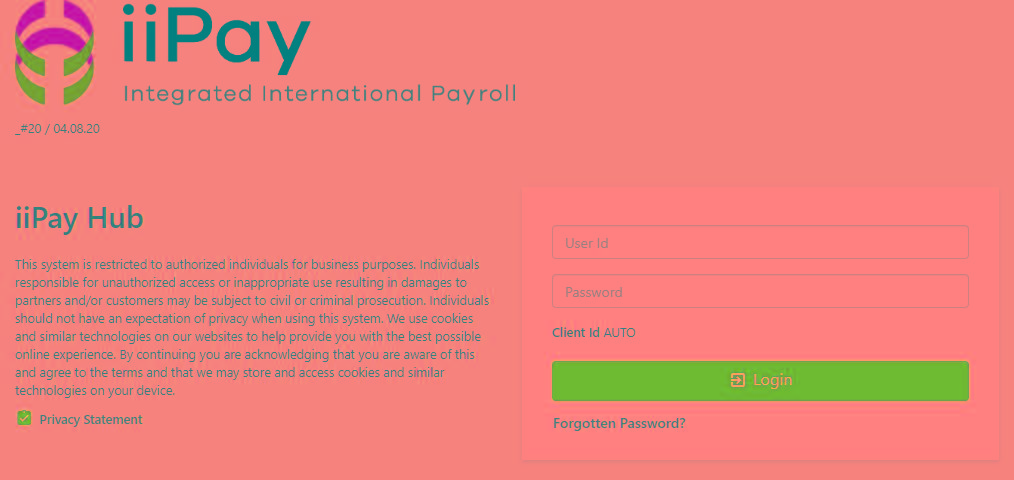 iiPay
Integrated International Payroll
_#20 / 04.08.20
iiPay Hub
This system is restricted to authorized individuals for business purposes. Individuals
responsible for unauthorized access or inappropriate use resulting in damages to
partners and/or customers may be subject to civil or criminal prosecution. Individuals
should not have an expectation of privacy when using this system. We use cookies
and similar technologies on our websites to help provide you with the best possible
online experience. By continuing you are acknowledging that you are aware of this
and agree to the terms and that we may store and access cookies and similar
technologies on your device.
Privacy Statement
User Id
Password
Client Id AUTO
Login
Forgotten Password?